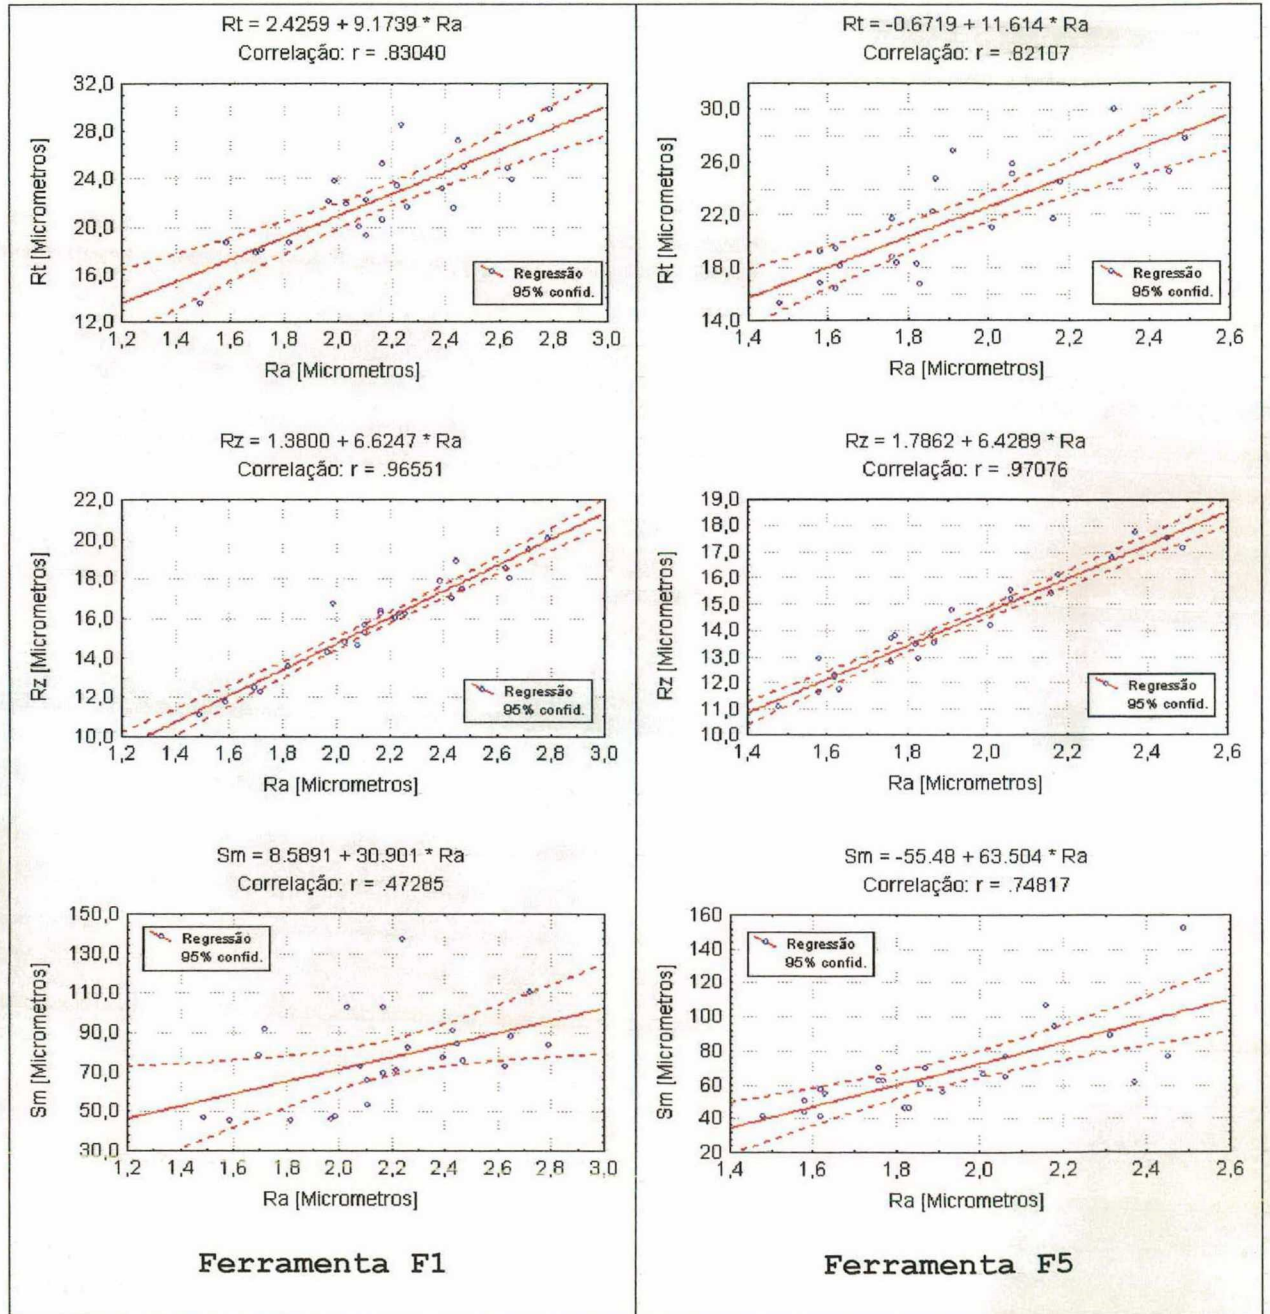 Rt = 2.4259 + 9.1739 * Ra
Correlação: r = .83040
32,0
28,0
24,0
20,0
16,0
12,0
Rt [Micrometros]
Regressão
95% confid.
1,2 1,4 1,6 1,8 2,0 2,2 2,4 2,6 2,8 3,0
Ra [Micrometros]
Rz = 1.3800 + 6.6247 * Ra
Correlação: r = .96551
22,0
20,0
18,0
16,0
14,0
12,0
10,0
Rz [Micrometros]
Regressão
95% confid.
1,2 1,4 1,6 1,8 2,0 2,2 2,4 2,6 2,8 3,0
Ra [Micrometros]
Sm = 8.5891 + 30.901 * Ra
Correlação: r = .47285
150,0
130,0
110,0
90,0
70,0
50,0
30,0
Sm [Micrometros]
Regressão
95% confid.
1,2 1,4 1,6 1,8 2,0 2,2 2,4 2,6 2,8 3,0
Ra [Micrometros]
Ferramenta F1
Rt = -0.6719 + 11.614 * Ra
Correlação: r = .82107
30,0
26,0
22,0
18,0
14,0
Rt [Micrometros]
Regressão
95% confid.
1,4 1,6 1,8 2,0 2,2 2,4 2,6
Ra [Micrometros]
Rz = 1.7862 + 6.4289 * Ra
Correlação: r = .97076
19,0
18,0
17,0
16,0
15,0
14,0
13,0
12,0
11,0
10,0
Rz [Micrometros]
Regressão
95% confid.
1,4 1,6 1,8 2,0 2,2 2,4 2,6
Ra [Micrometros]
Sm = -55.48 + 63.504 * Ra
Correlação: r = .74817
160
140
120
100
80
60
40
20
Sm [Micrometros]
Regressão
95% confid.
1,4 1,6 1,8 2,0 2,2 2,4 2,6
Ra [Micrometros]
Ferramenta F5